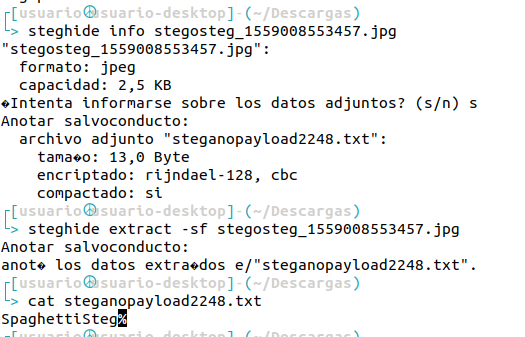 [usuario☮usuario-desktop]-(~/Descargas)
> steghide info stegosteg_1559008553457.jpg
"stegosteg_1559008553457.jpg":
formato: jpeg
capacidad: 2,5 KB
�Intenta informarse sobre los datos adjuntos? (s/n) s
Anotar salvoconducto:
archivo adjunto "steganopayload2248.txt":
tama�o: 13,0 Byte
encriptado: rijndael-128, cbc
compactado: si
[usuario☮usuario-desktop]-(~/Descargas)
> steghide extract -sf stegosteg_1559008553457.jpg
Anotar salvoconducto:
anot� los datos extra�dos e/"steganopayload2248.txt".
[usuario☮usuario-desktop]-(~/Descargas)
> cat steganopayload2248.txt
SpaghettiSteg%